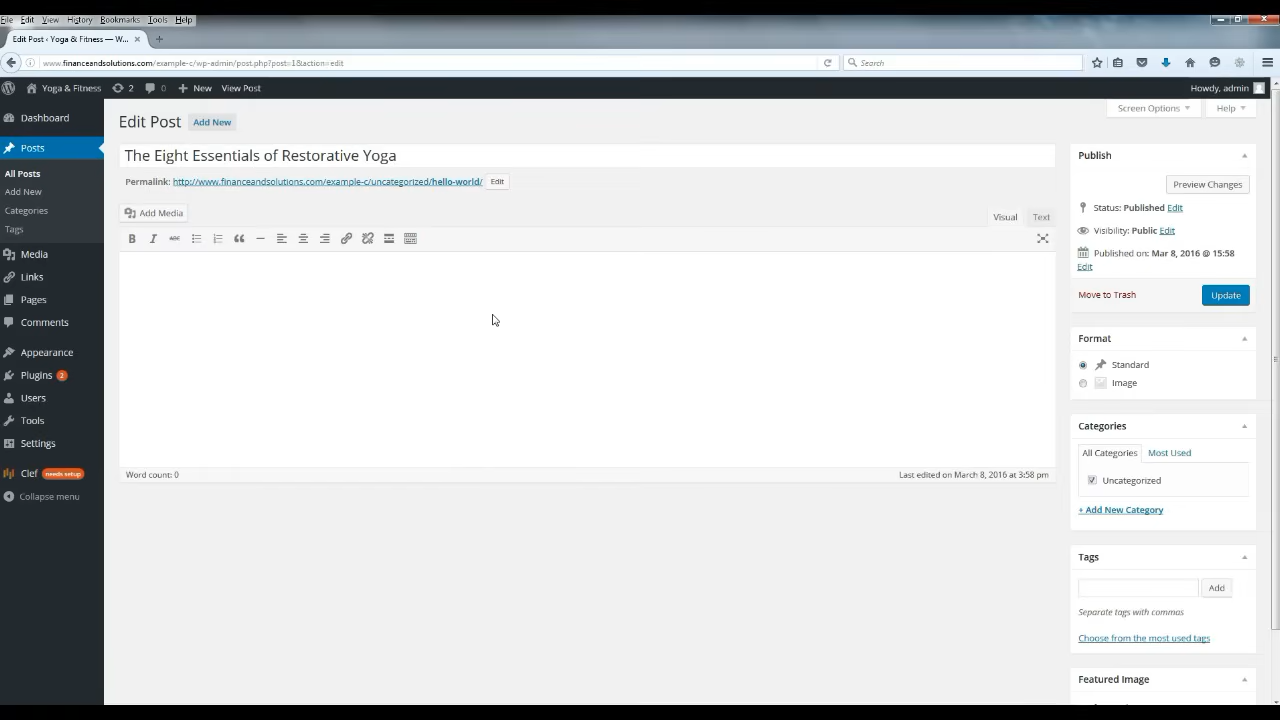 File Edit View History Bookmarks Tools Help
Edit Post ‹ Yoga & Fitness — W...
www.financeandsolutions.com/example-c/wp-admin/post.php?post=1&action=edit
Search
Yoga & Fitness 2 0 New View Post
Howdy, admin
Dashboard
Posts
All Posts
Add New
Categories
Tags
Media
Links
Pages
Comments
Appearance
Plugins 2
Users
Tools
Settings
Clef needs setup
Collapse menu
Screen Options
Help
Edit Post Add New
The Eight Essentials of Restorative Yoga
Permalink: http://www.financeandsolutions.com/example-c/uncategorized/hello-world/ Edit
Add Media
Visual Text
B I ABC
Word count: 0
Last edited on March 8, 2016 at 3:58 pm
Publish
Preview Changes
Status: Published Edit
Visibility: Public Edit
Published on: Mar 8, 2016 @ 15:58
Edit
Move to Trash
Update
Format
Standard
Image
Categories
All Categories Most Used
Uncategorized
+ Add New Category
Tags
Add
Separate tags with commas
Choose from the most used tags
Featured Image